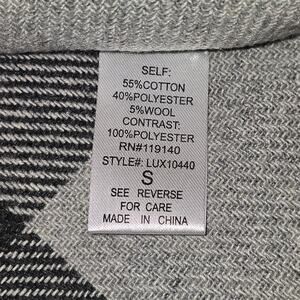 SELF:
55%COTTON
40%POLYESTER
5%WOOL
CONTRAST:
100%POLYESTER
RN#119140
STYLE#: LUX10440
S
SEE REVERSE
FOR CARE
MADE IN CHINA